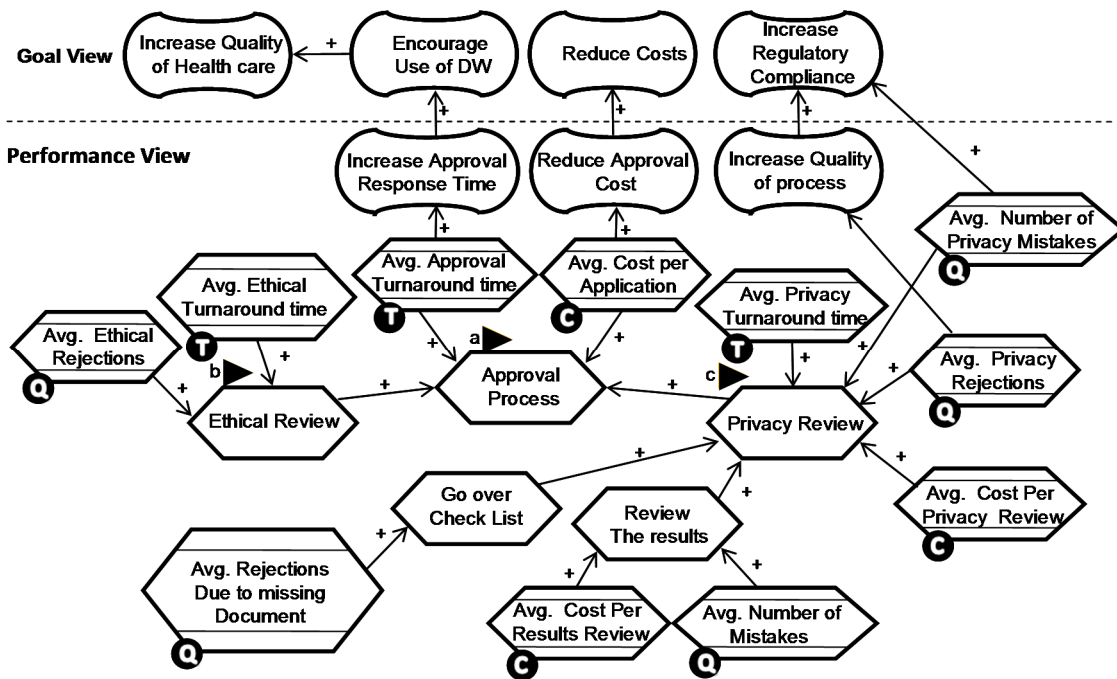 Goal View
Increase Quality
of Health care
+
Encourage
Use of DW
Reduce Costs
Increase
Regulatory
Compliance
+
+
+
+
Performance View
Increase Approval
Response Time
Reduce Approval
Cost
Increase Quality
of process
+
+
Avg. Number of
Privacy Mistakes
Q
Avg. Ethical
Turnaround time
T
Avg. Approval
Turnaround time
T
Avg. Cost per
Application
C
Avg. Privacy
Turnaround time
T
+
Avg. Ethical
Rejections
Q
+
b
+
+
a
+
+
c
+
+
+
Avg. Privacy
Rejections
Q
Ethical Review
+
Approval
Process
+
Privacy Review
+
+
+
Avg. Cost Per
Privacy Review
C
Go over
Check List
Review
The results
Avg. Rejections
Due to missing
Document
Q
+
+
+
Avg. Cost Per
Results Review
C
Avg. Number of
Mistakes
Q